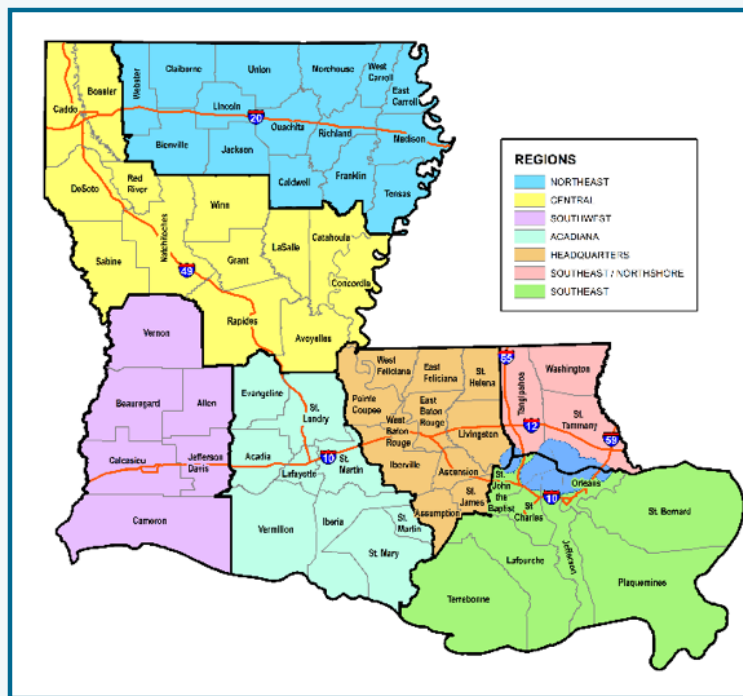 Claiborne
Union
Morehouse
West
Carroll
East
Carroll
Webster
Bossier
Caddo
Lincoln
20
Ouachita
Richland
Madison
Bienville
Jackson
Franklin
Caldwell
Tensas
REGIONS
NORTHEAST
CENTRAL
SOUTHWEST
ACADIANA
HEADQUARTERS
SOUTHEAST / NORTHSHORE
SOUTHEAST
DeSoto
Red
River
Winn
Natchitoches
Sabine
49
Grant
LaSalle
Catahoula
Concordia
Rapides
Avoyelles
Vernon
Beauregard
Allen
Calcasieu
Jefferson
Davis
Cameron
Evangeline
St.
Landry
Acadia
10
Lafayette
St.
Martin
Vermilion
Iberia
St.
Martin
St. Mary
West
Feliciana
East
Feliciana
St.
Helena
Pointe
Coupee
East
Baton
Rouge
West
Baton
Rouge
Livingston
Iberville
Ascension
St.
James
Assumption
55
Tangipahoa
Washington
12
St.
Tammany
59
St.
John
the
Baptist
Orleans
10
St
Charles
St. Bernard
Jefferson
Lafourche
Plaquemines
Terrebonne